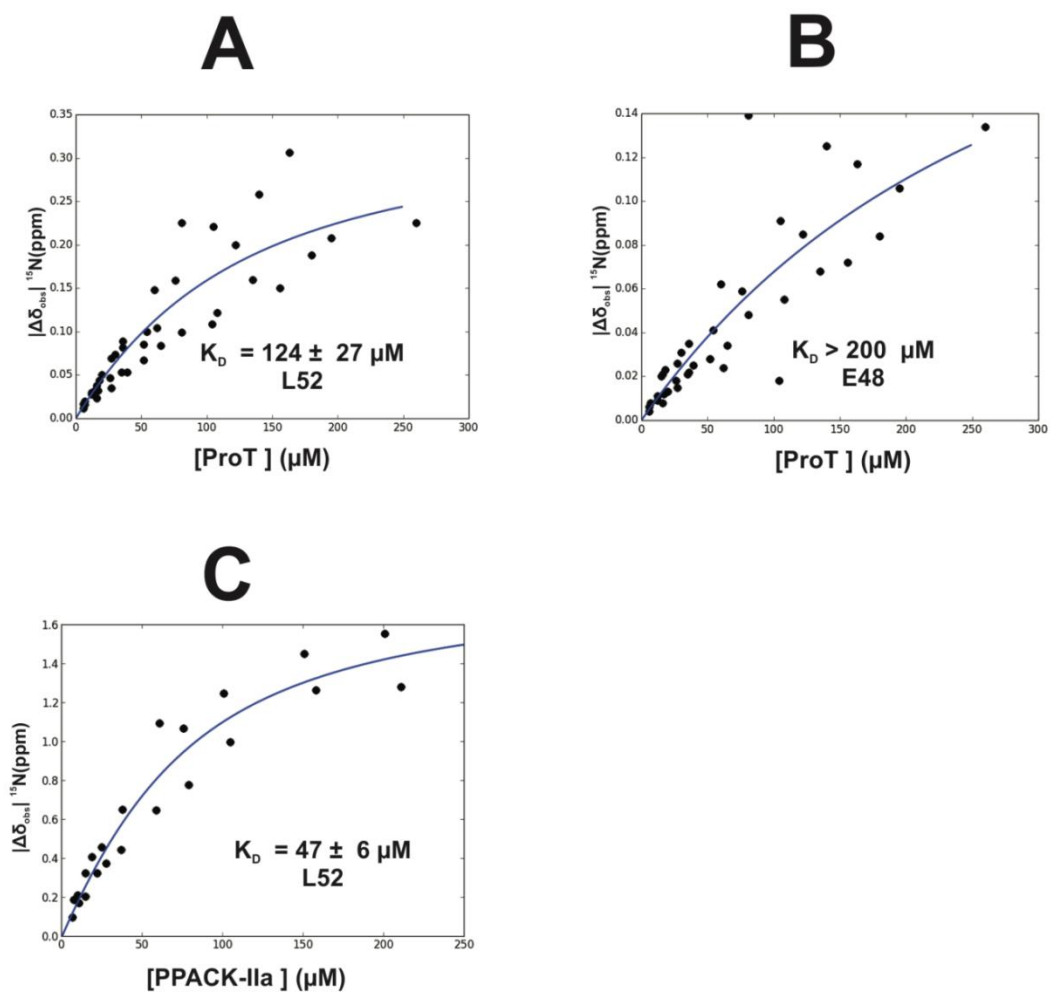 A
0.35
0.30
0.25
0.20
0.15
0.10
0.05
0.00
0 50 100 150 200 250 300
|Δδobs| 15N(ppm)
K_D = 124 ± 27 µM
L52
[ProT ] (µM)
B
0.14
0.12
0.10
0.08
0.06
0.04
0.02
0.00
0 50 100 150 200 250 300
|Δδobs| 15N(ppm)
K_D > 200 µM
E48
[ProT ] (µM)
C
1.6
1.4
1.2
1.0
0.8
0.6
0.4
0.2
0.0
0 50 100 150 200 250
|Δδobs| 15N(ppm)
K_D = 47 ± 6 µM
L52
[PPACK-IIa ] (µM)